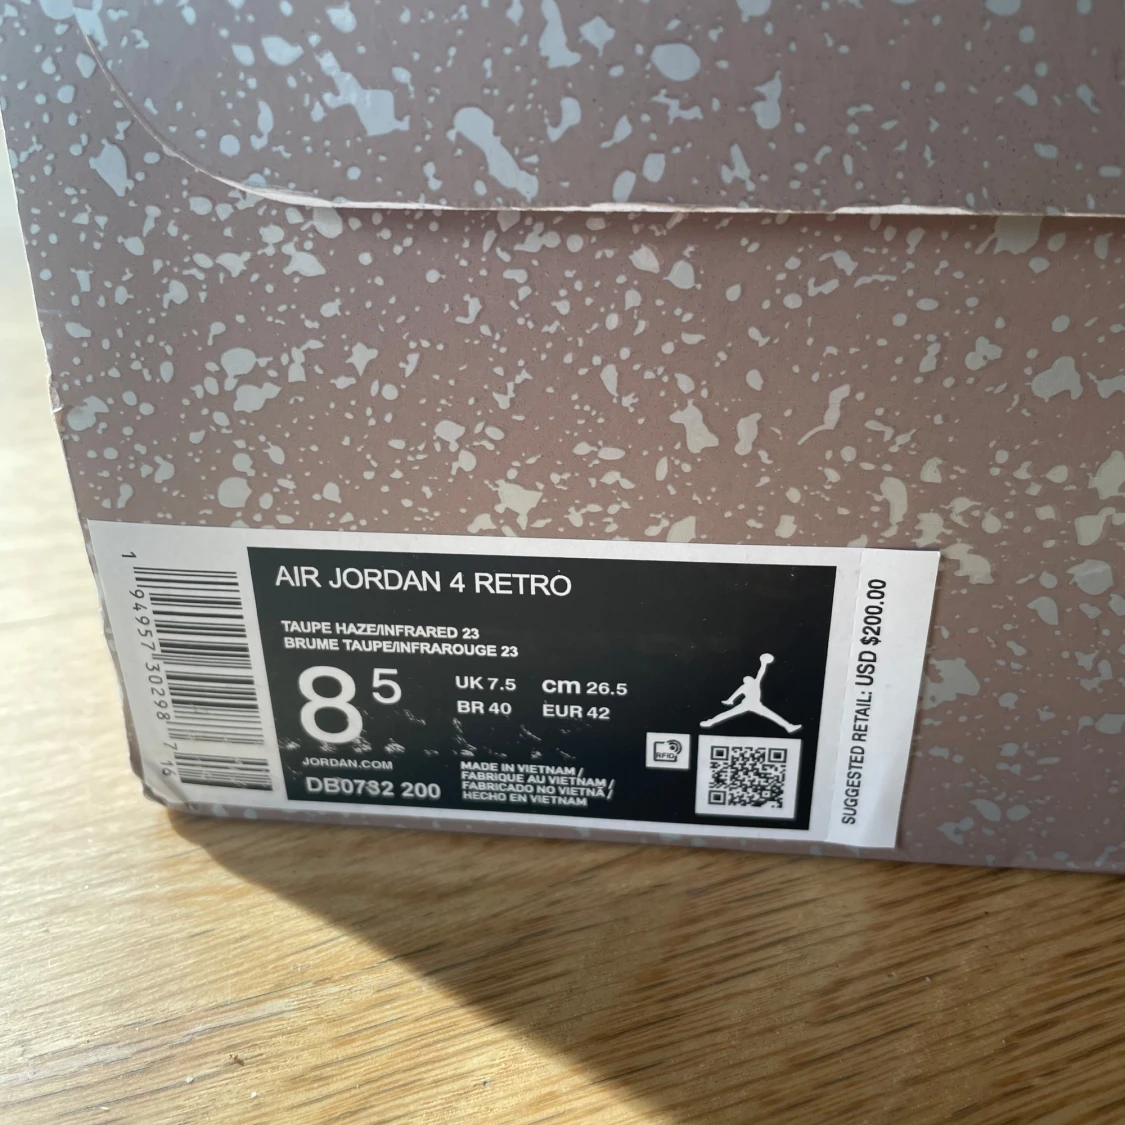 AIR JORDAN 4 RETRO
TAUPE HAZE/INFRARED 23
BRUME TAUPE/INFRAROUGE 23
8 5
UK 7.5 cm 26.5
BR 40 EUR 42
JORDAN.COM
DB0732 200
MADE IN VIETNAM /
FABRIQUE AU VIETNAM /
FABRICADO NO VIETNÃ /
HECHO EN VIETNAM
RFID
SUGGESTED RETAIL: USD $200.00
1 94957 30298 7 16